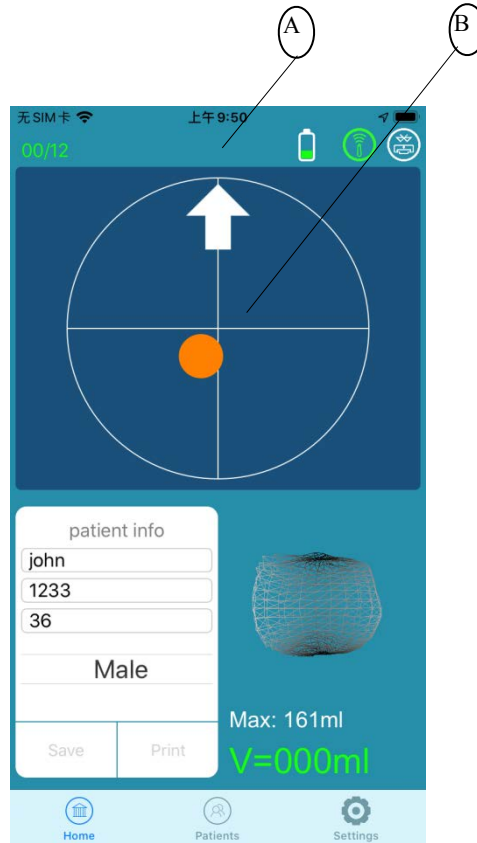 A B
无SIM卡 上午9:50
00/12
patient info
john
1233
36
Male
Save Print
Max: 161ml
V=000ml
Home Patients Settings